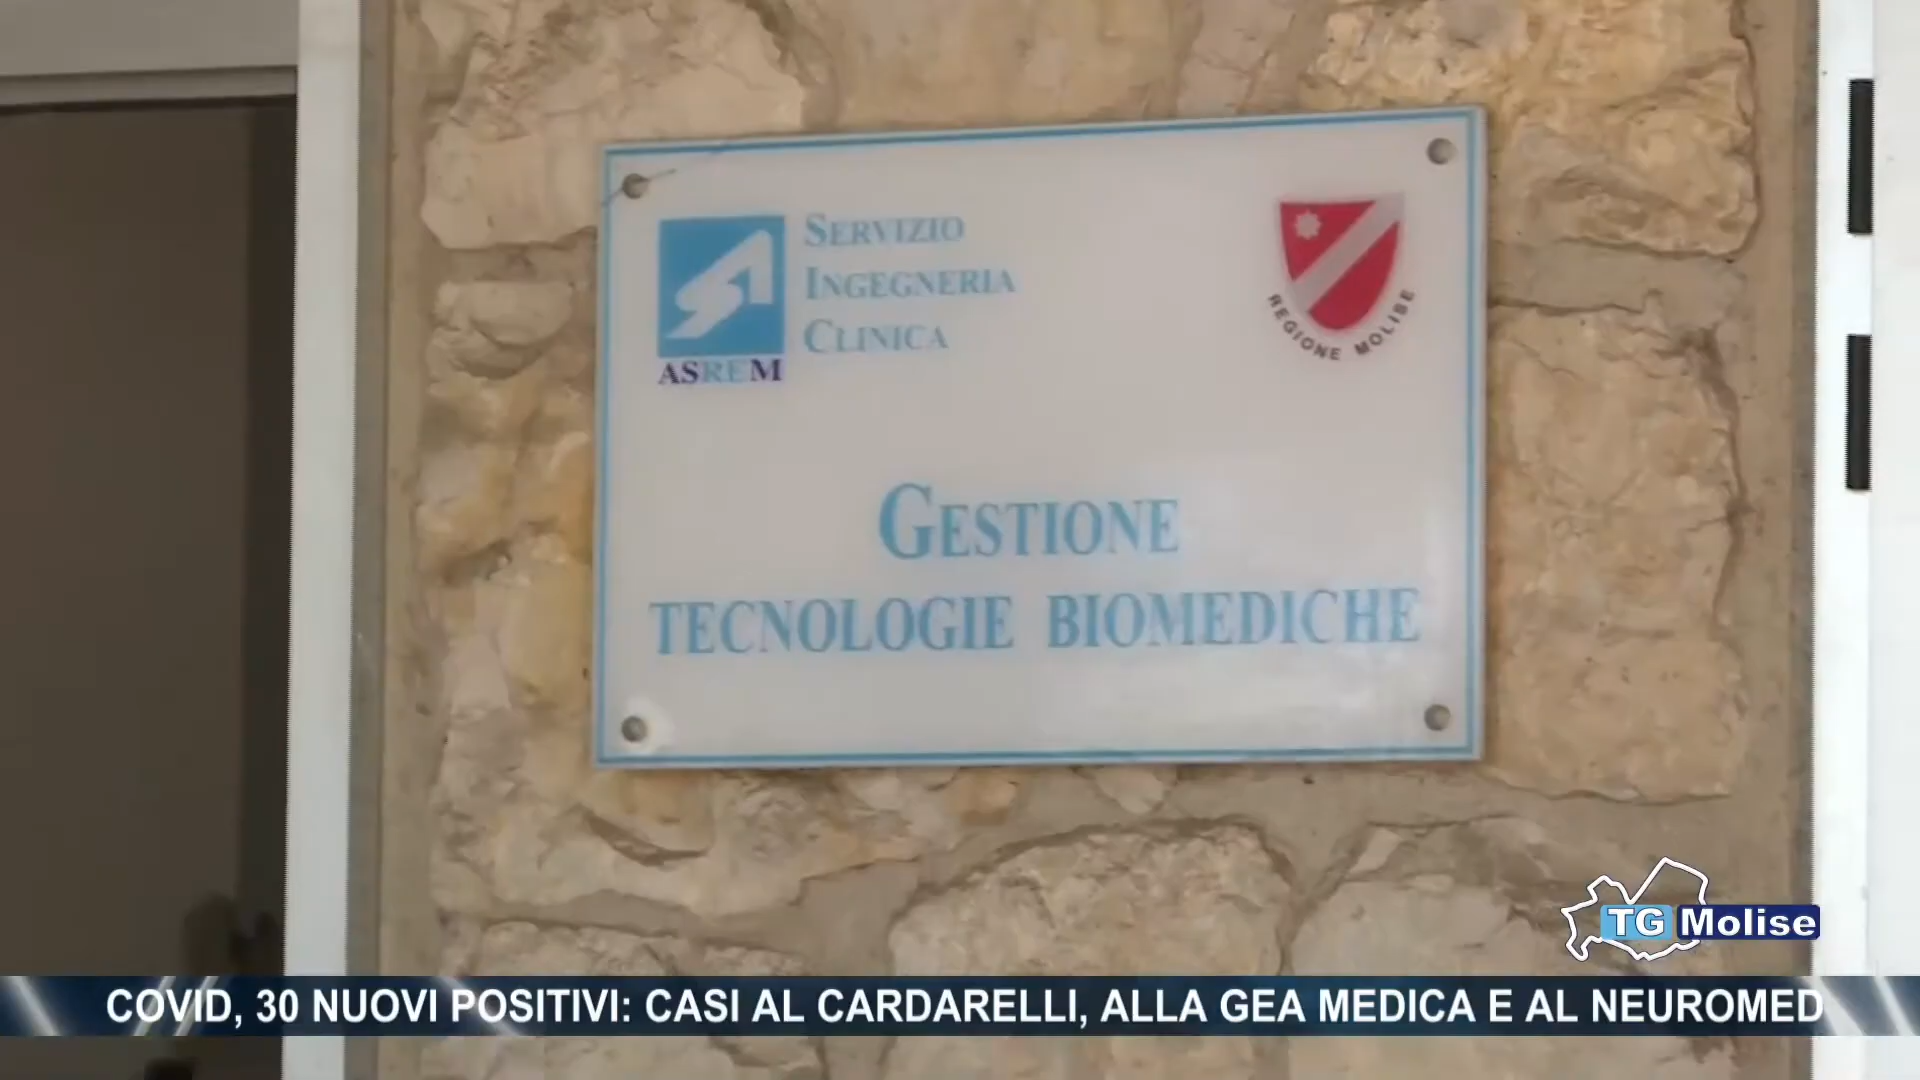 SERVIZIO
INGEGNERIA
CLINICA
ASREM
REGIONE MOLISE
GESTIONE
TECNOLOGIE BIOMEDICHE
TG Molise
COVID, 30 NUOVI POSITIVI: CASI AL CARDARELLI, ALLA GEA MEDICA E AL NEUROMED